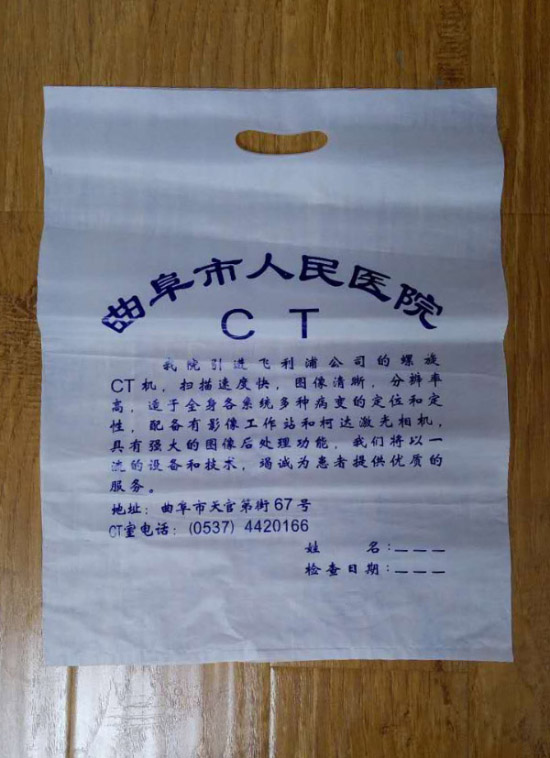 曲阜市人民医院
CT
我院引进飞利浦公司的螺旋
CT机，扫描速度快，图像清晰，分辨率
高，适于全身各系统多种病变的定位和定
性，配备有影像工作站和柯达激光相机，
具有强大的图像后处理功能，我们将以一
流的设备和技术，竭诚为患者提供优质的
服务。
地址：曲阜市天官第街67号
CT室电话：(0537) 4420166
姓 名：———
检查日期：———